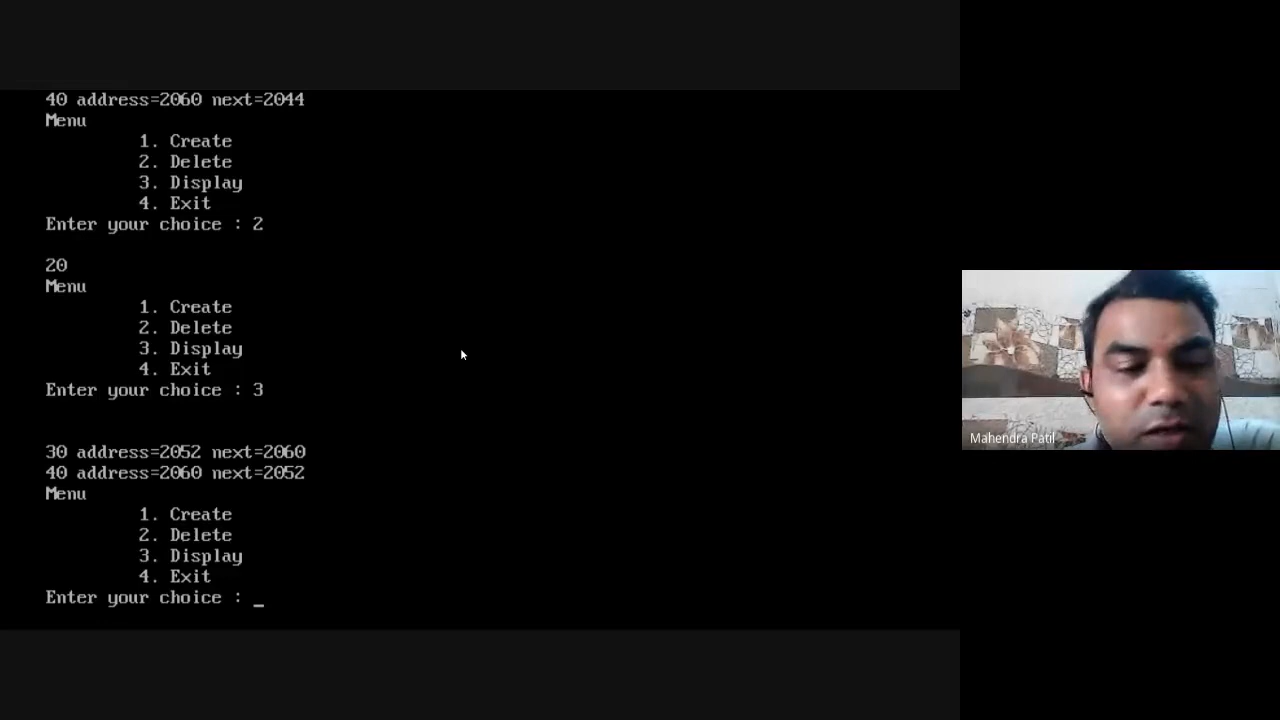 40 address=2060 next=2044
Menu
1. Create
2. Delete
3. Display
4. Exit
Enter your choice : 2
20
Menu
1. Create
2. Delete
3. Display
4. Exit
Enter your choice : 3
30 address=2052 next=2060
40 address=2060 next=2052
Menu
1. Create
2. Delete
3. Display
4. Exit
Enter your choice : _
Mahendra Patil